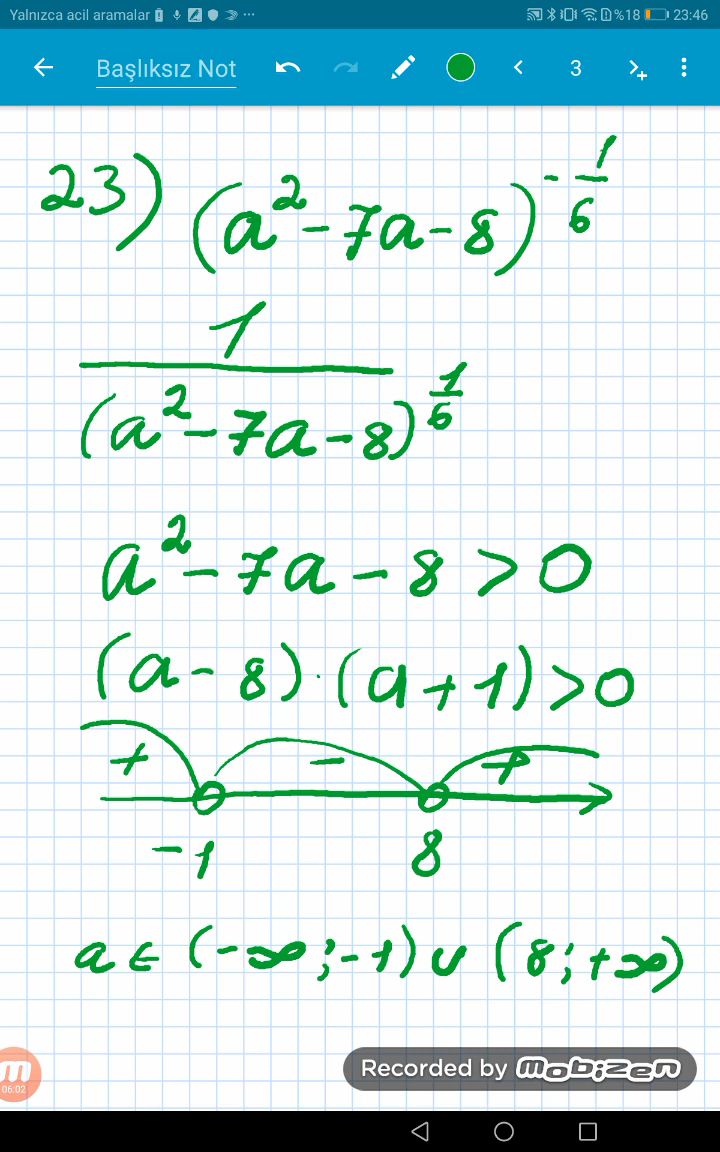 Yalnızca acil aramalar ... %18 23:46
Başlıksız Not 3
23) (a² - 7a - 8)^(-1/6)
1 / (a² - 7a - 8)^(1/6)
a² - 7a - 8 > 0
(a - 8) · (a + 1) > 0
+ - +
-1 8
a ∈ (-∞; -1) ∪ (8; +∞)
m
06:02
Recorded by mobizen